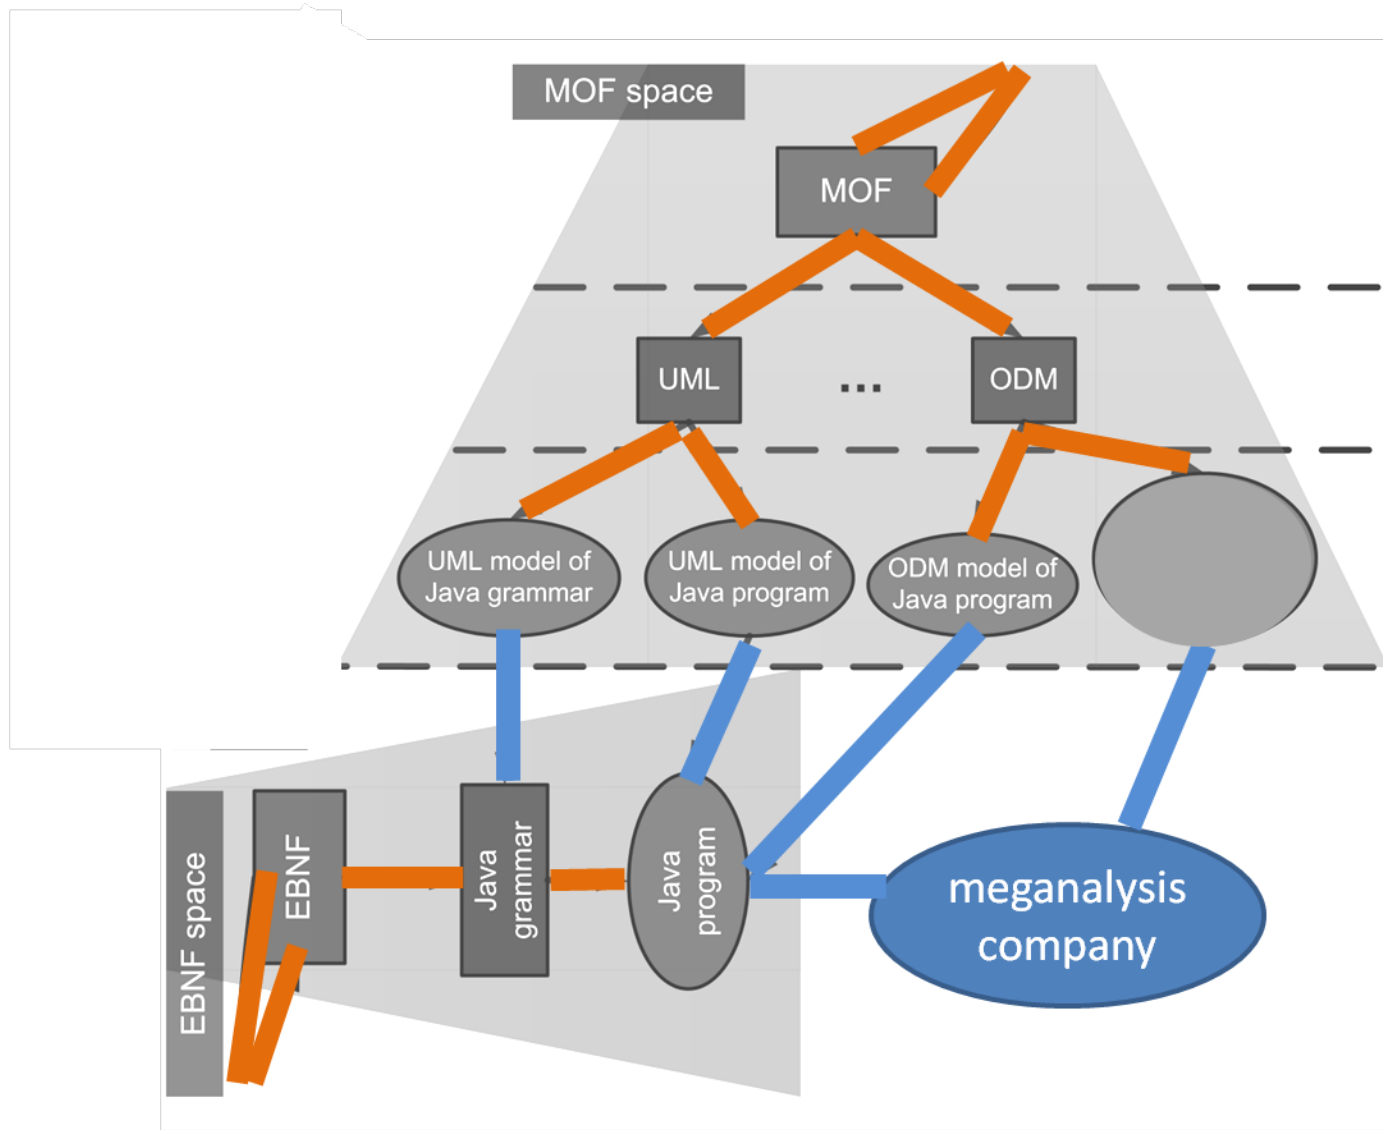 MOF space
MOF
UML
...
ODM
UML model of
Java grammar
UML model of
Java program
ODM model of
Java program
EBNF space
EBNF
Java
grammar
Java
program
meganalysis
company